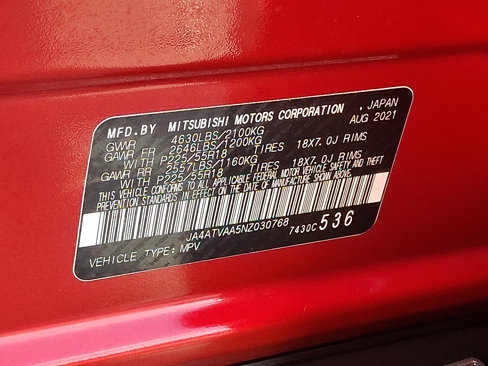 MFD.BY MITSUBISHI MOTORS CORPORATION , JAPAN
AUG 2021
GWR 4630LBS/2100KG
GAWR FR 2646LBS/1200KG
WITH P225/55R18 TIRES 18X7.0J RIMS
GAWR RR 2557LBS/1160KG
WITH P225/55R18 TIRES 18X7.0J RIMS
THIS VEHICLE CONFORMS TO ALL APPLICABLE FEDERAL MOTOR VEHICLE SAFETY AND THEFT
PREVENTION STANDARDS IN EFFECT ON THE DATE OF MANUFACTURE SHOWN ABOVE.
JA4ATVAA5NZ030768 7430C 536
VEHICLE TYPE: MPV